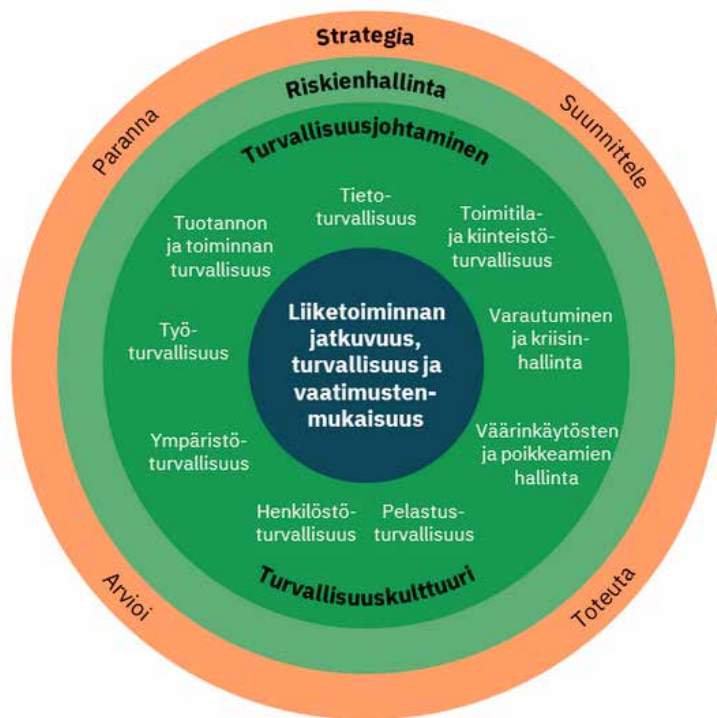 Strategia
Riskienhallinta
Turvallisuusjohtaminen
Paranna
Suunnittele
Toteuta
Arvioi
Tieto-
turvallisuus
Toimitila-
ja kiinteistö-
turvallisuus
Varautuminen
ja kriisin-
hallinta
Väärinkäytösten
ja poikkeamien
hallinta
Pelastus-
turvallisuus
Henkilöstö-
turvallisuus
Ympäristö-
turvallisuus
Työ-
turvallisuus
Tuotannon
ja toiminnan
turvallisuus
Liiketoiminnan
jatkuvuus,
turvallisuus ja
vaatimusten-
mukaisuus
Turvallisuuskulttuuri